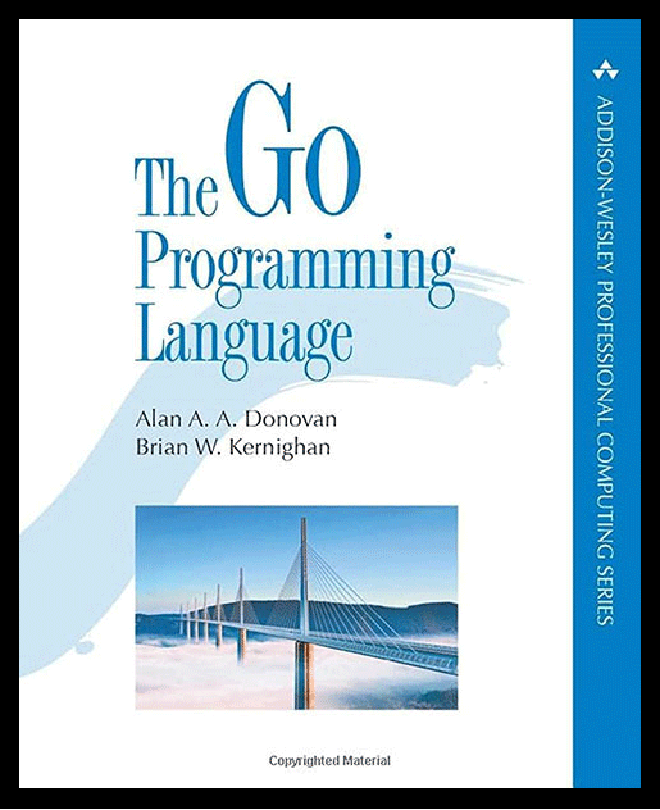 The Go
Programming
Language
Alan A. A. Donovan
Brian W. Kernighan
ADDISON-WESLEY PROFESSIONAL COMPUTING SERIES
Copyrighted Material